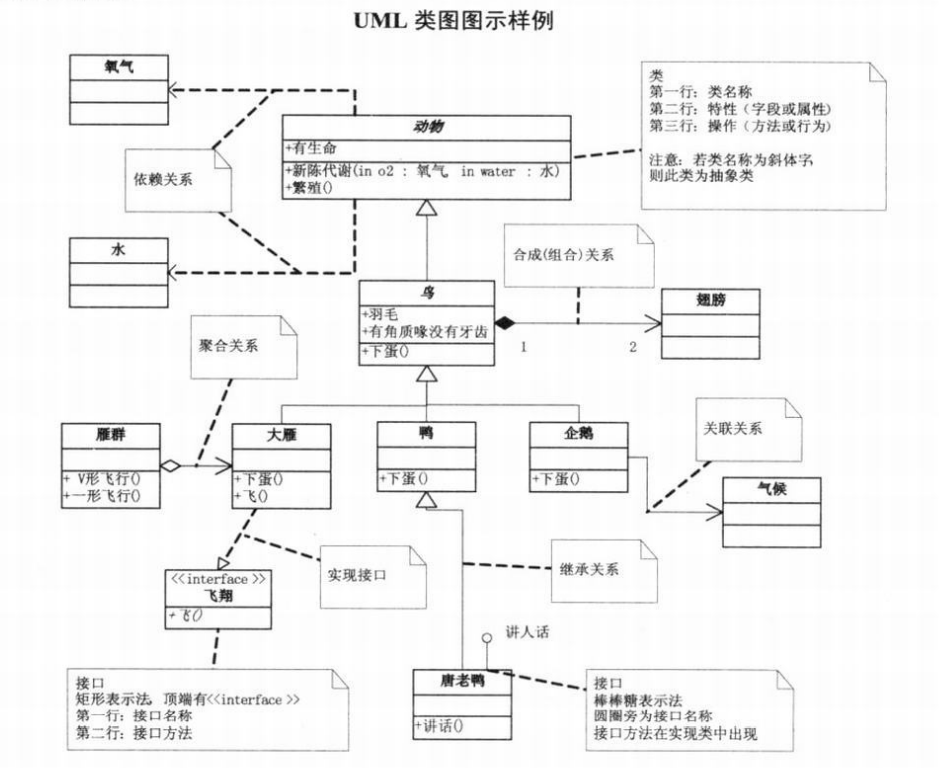 UML 类图图示样例
氧气
类
第一行：类名称
第二行：特性（字段或属性）
第三行：操作（方法或行为）
注意：若类名称为斜体字
则此类为抽象类
动物
+有生命
+新陈代谢(in o2 : 氧气, in water : 水)
+繁殖()
依赖关系
水
合成(组合)关系
鸟
+羽毛
+有角质喙没有牙齿
+下蛋()
1
2
翅膀
聚合关系
雁群
+ V形飞行()
+一形飞行()
大雁
+下蛋()
+飞()
鸭
+下蛋()
企鹅
+下蛋()
关联关系
气候
<<interface>>
飞翔
+飞()
实现接口
继承关系
讲人话
接口
矩形表示法，顶端有<<interface>>
第一行：接口名称
第二行：接口方法
唐老鸭
+讲话()
接口
棒棒糖表示法
圆圈旁为接口名称
接口方法在实现类中出现